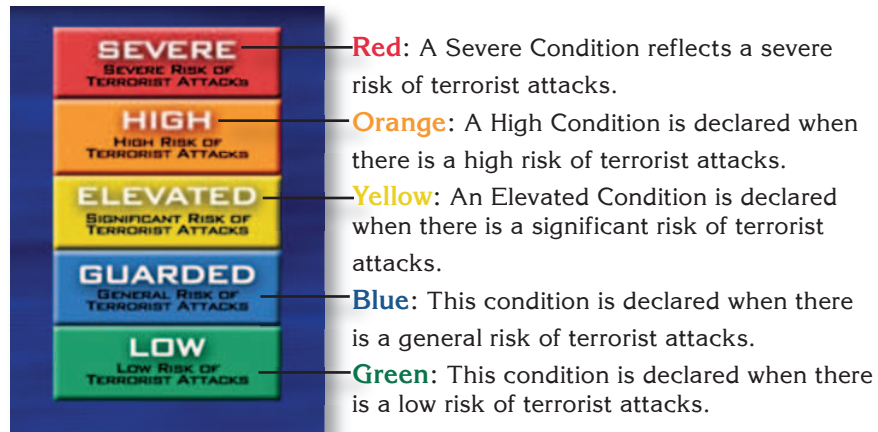 SEVERE
SEVERE RISK OF
TERRORIST ATTACKS
Red: A Severe Condition reflects a severe
risk of terrorist attacks.
HIGH
HIGH RISK OF
TERRORIST ATTACKS
Orange: A High Condition is declared when
there is a high risk of terrorist attacks.
ELEVATED
SIGNIFICANT RISK OF
TERRORIST ATTACKS
Yellow: An Elevated Condition is declared
when there is a significant risk of terrorist
attacks.
GUARDED
GENERAL RISK OF
TERRORIST ATTACKS
Blue: This condition is declared when there
is a general risk of terrorist attacks.
LOW
LOW RISK OF
TERRORIST ATTACKS
Green: This condition is declared when there
is a low risk of terrorist attacks.